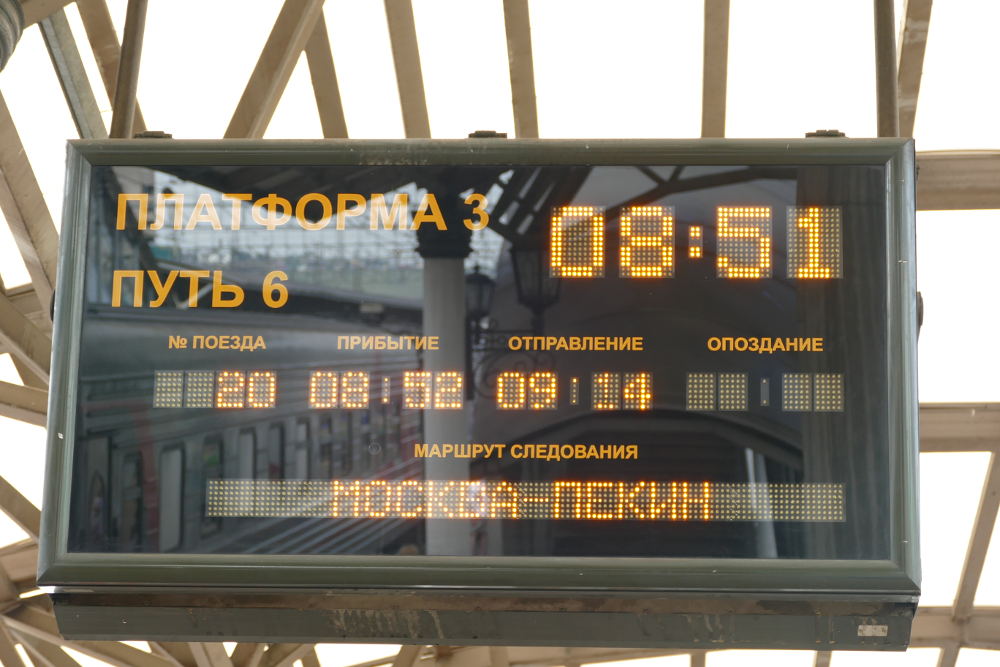 ПЛАТФОРМА 3
08:51
ПУТЬ 6
№ ПОЕЗДА ПРИБЫТИЕ ОТПРАВЛЕНИЕ ОПОЗДАНИЕ
20 08:52 09:14
МАРШРУТ СЛЕДОВАНИЯ
МОСКВА-ПЕКИН